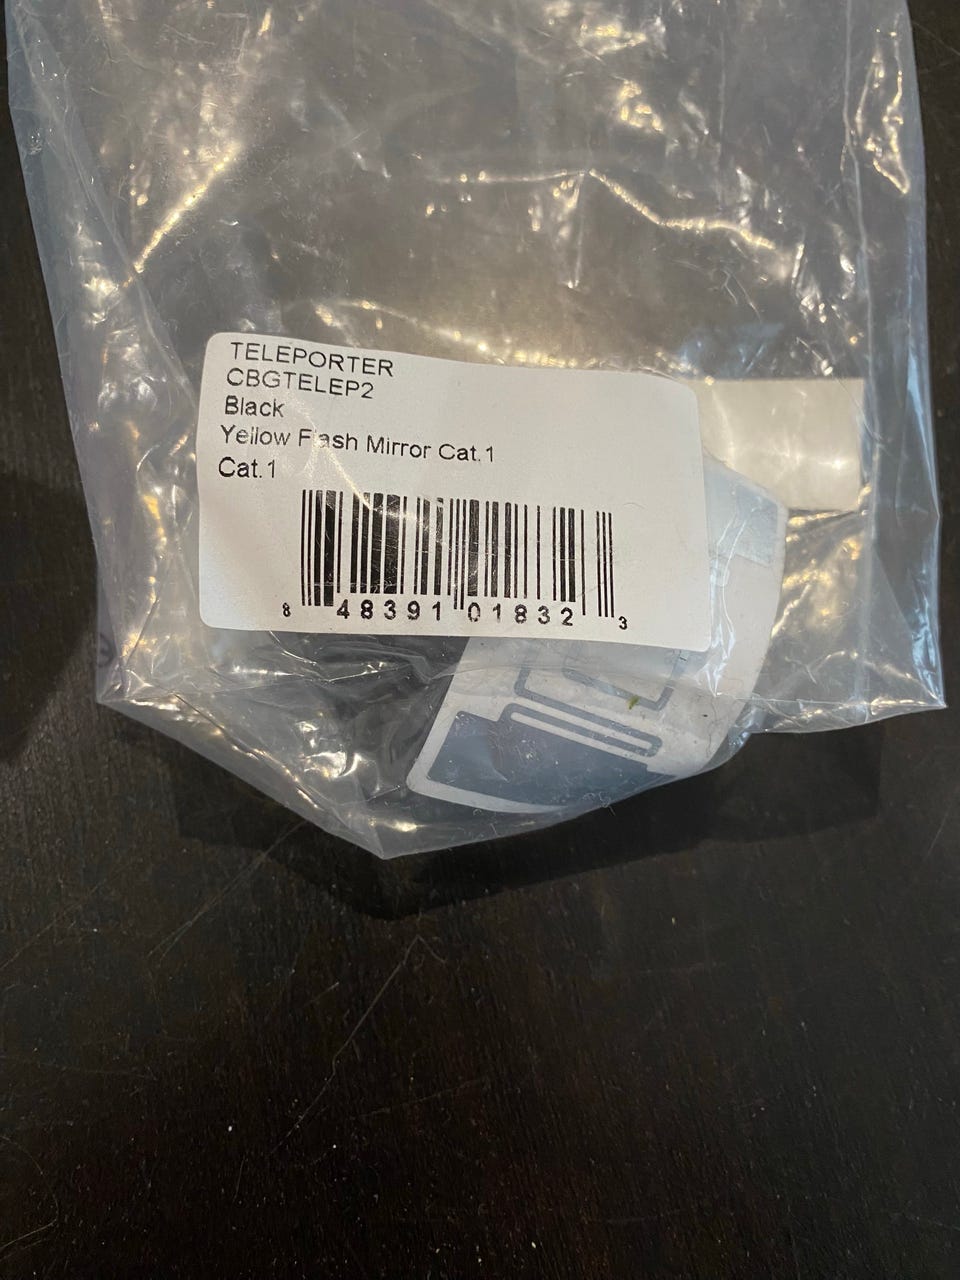 TELEPORTER
CBGTELEP2
Black
Yellow Flash Mirror Cat.1
Cat.1
8 48391 01832 3